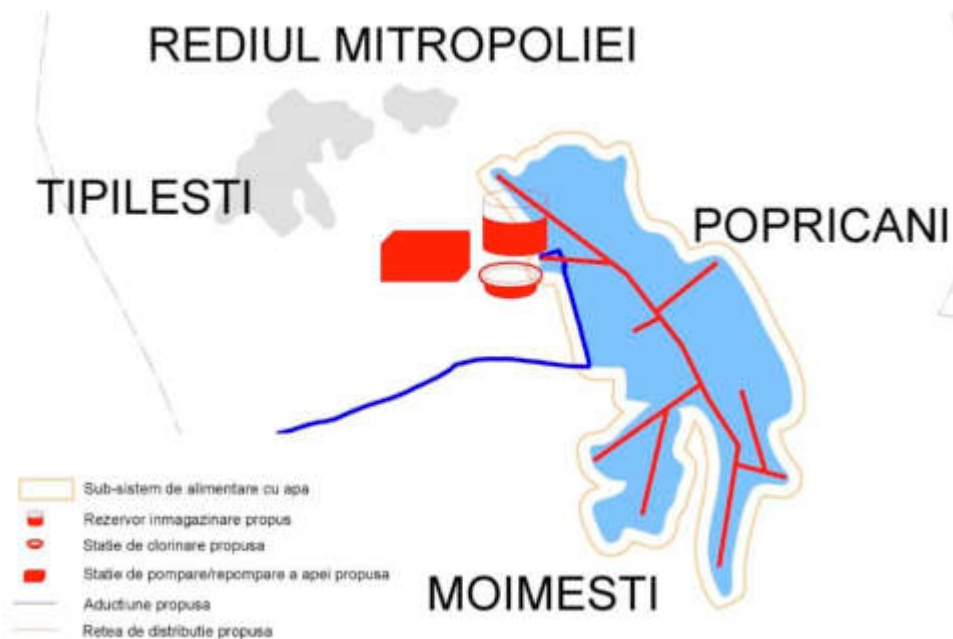 REDIUL MITROPOLIEI
TIPILESTI
POPRICANI
MOIMESTI
Sub-sistem de alimentare cu apa
Rezervor inmagazinare propus
Statie de clorinare propusa
Statie de pompare/repompare a apei propusa
Aductiune propusa
Retea de distributie propusa